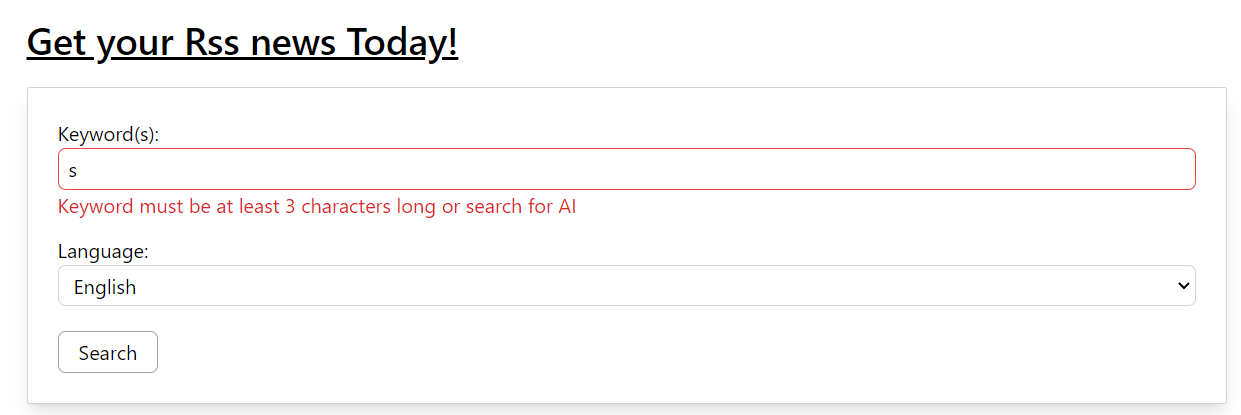 Get your Rss news Today!
Keyword(s):
s
Keyword must be at least 3 characters long or search for AI
Language:
English
Search